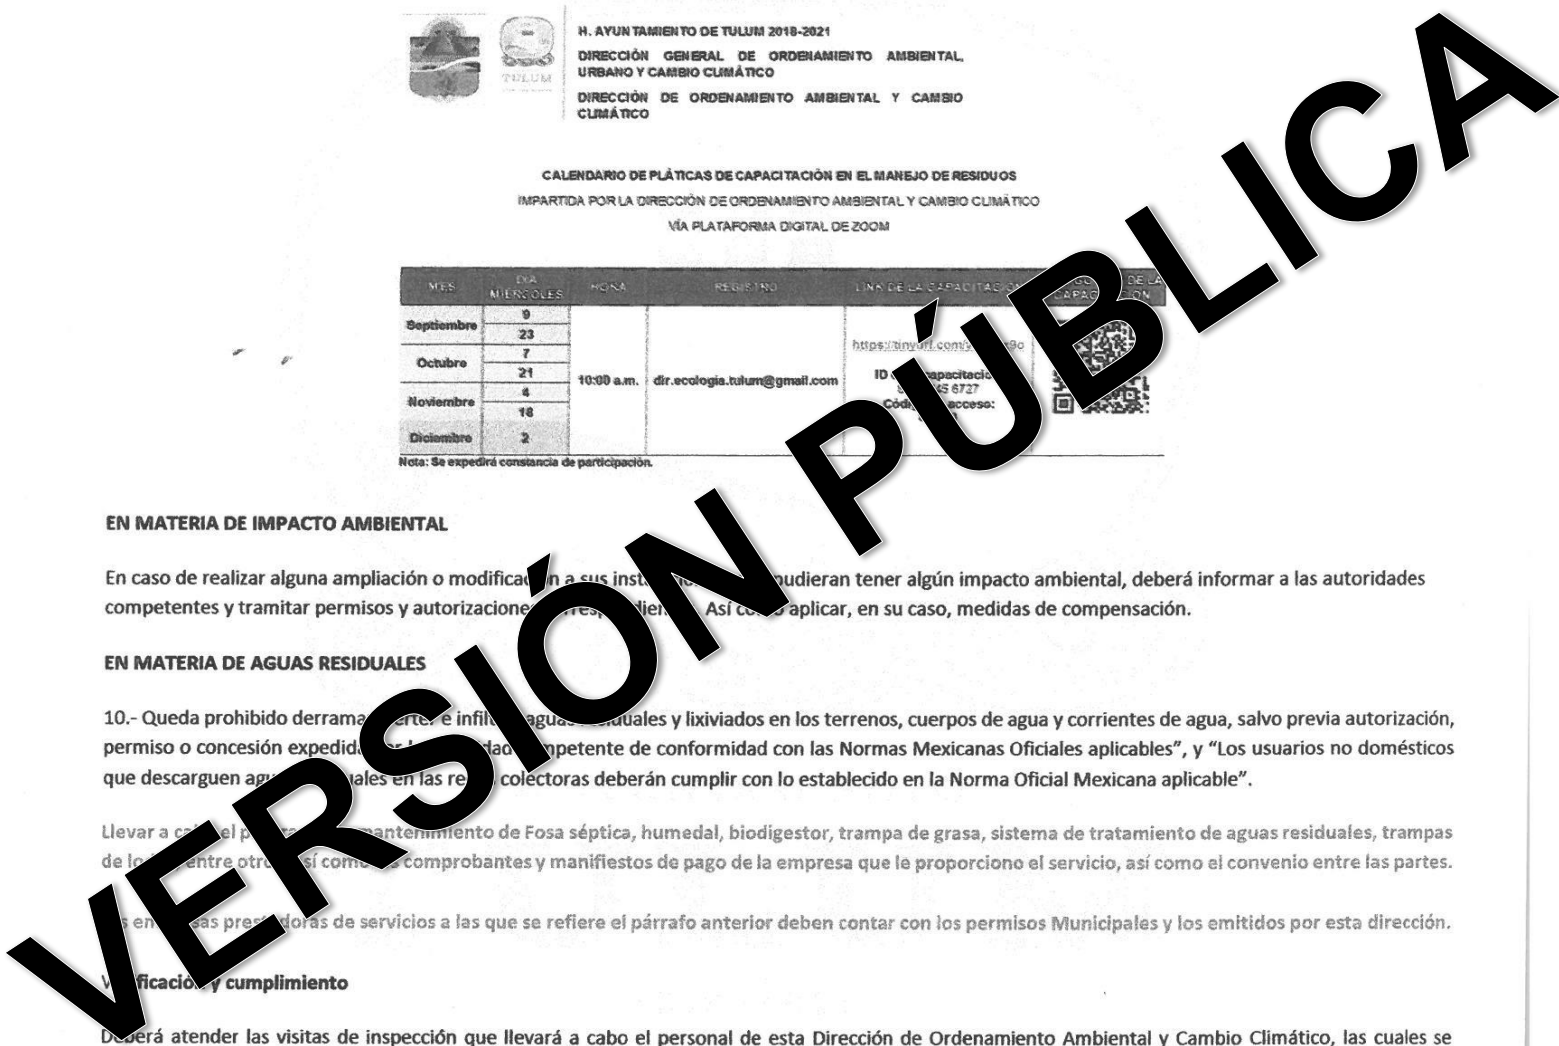 TULUM
H. AYUNTAMIENTO DE TULUM 2018-2021
DIRECCIÓN GENERAL DE ORDENAMIENTO AMBIENTAL,
URBANO Y CAMBIO CLIMÁTICO
DIRECCIÓN DE ORDENAMIENTO AMBIENTAL Y CAMBIO
CLIMÁTICO
CALENDARIO DE PLÁTICAS DE CAPACITACIÓN EN EL MANEJO DE RESIDUOS
IMPARTIDA POR LA DIRECCIÓN DE ORDENAMIENTO AMBIENTAL Y CAMBIO CLIMÁTICO
VÍA PLATAFORMA DIGITAL DE ZOOM
MES DÍA MIÉRCOLES HORA REGISTRO LINK DE LA CAPACITACIÓN DE LA
Septiembre 9
23
Octubre 7
21
10:00 a.m. dir.ecologia.tulum@gmail.com
ID
6727
acceso:
Noviembre 4
18
Diciembre 2
Nota: Se expedirá constancia de participación.
EN MATERIA DE IMPACTO AMBIENTAL
En caso de realizar alguna ampliación o modificación a sus pudieran tener algún impacto ambiental, deberá informar a las autoridades
competentes y tramitar permisos y autorizaciones Así como aplicar, en su caso, medidas de compensación.
EN MATERIA DE AGUAS RESIDUALES
10.- Queda prohibido derramar, e infiltrar aguas residuales y lixiviados en los terrenos, cuerpos de agua y corrientes de agua, salvo previa autorización,
permiso o concesión expedida competente de conformidad con las Normas Mexicanas Oficiales aplicables”, y “Los usuarios no domésticos
que descarguen en las redes colectoras deberán cumplir con lo establecido en la Norma Oficial Mexicana aplicable”.
Llevar a cabo el mantenimiento de Fosa séptica, humedal, biodigestor, trampa de grasa, sistema de tratamiento de aguas residuales, trampas
de entre otros así como comprobantes y manifiestos de pago de la empresa que le proporciono el servicio, así como el convenio entre las partes.
prestadoras de servicios a las que se refiere el párrafo anterior deben contar con los permisos Municipales y los emitidos por esta dirección.
Verificación y cumplimiento
Deberá atender las visitas de inspección que llevará a cabo el personal de esta Dirección de Ordenamiento Ambiental y Cambio Climático, las cuales se
VERSIÓN PÚBLICA